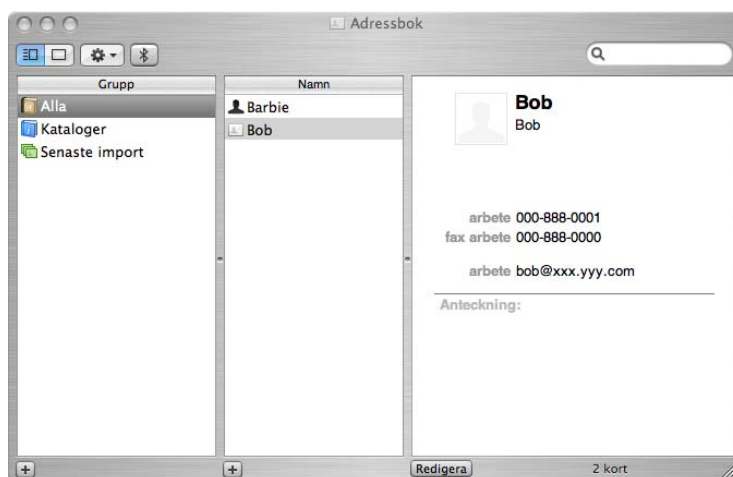 Adressbok
Grupp
Alla
Kataloger
Senaste import
Namn
Barbie
Bob
Bob
Bob
arbete 000-888-0001
fax arbete 000-888-0000
arbete bob@xxx.yyy.com
Anteckning:
Redigera
2 kort